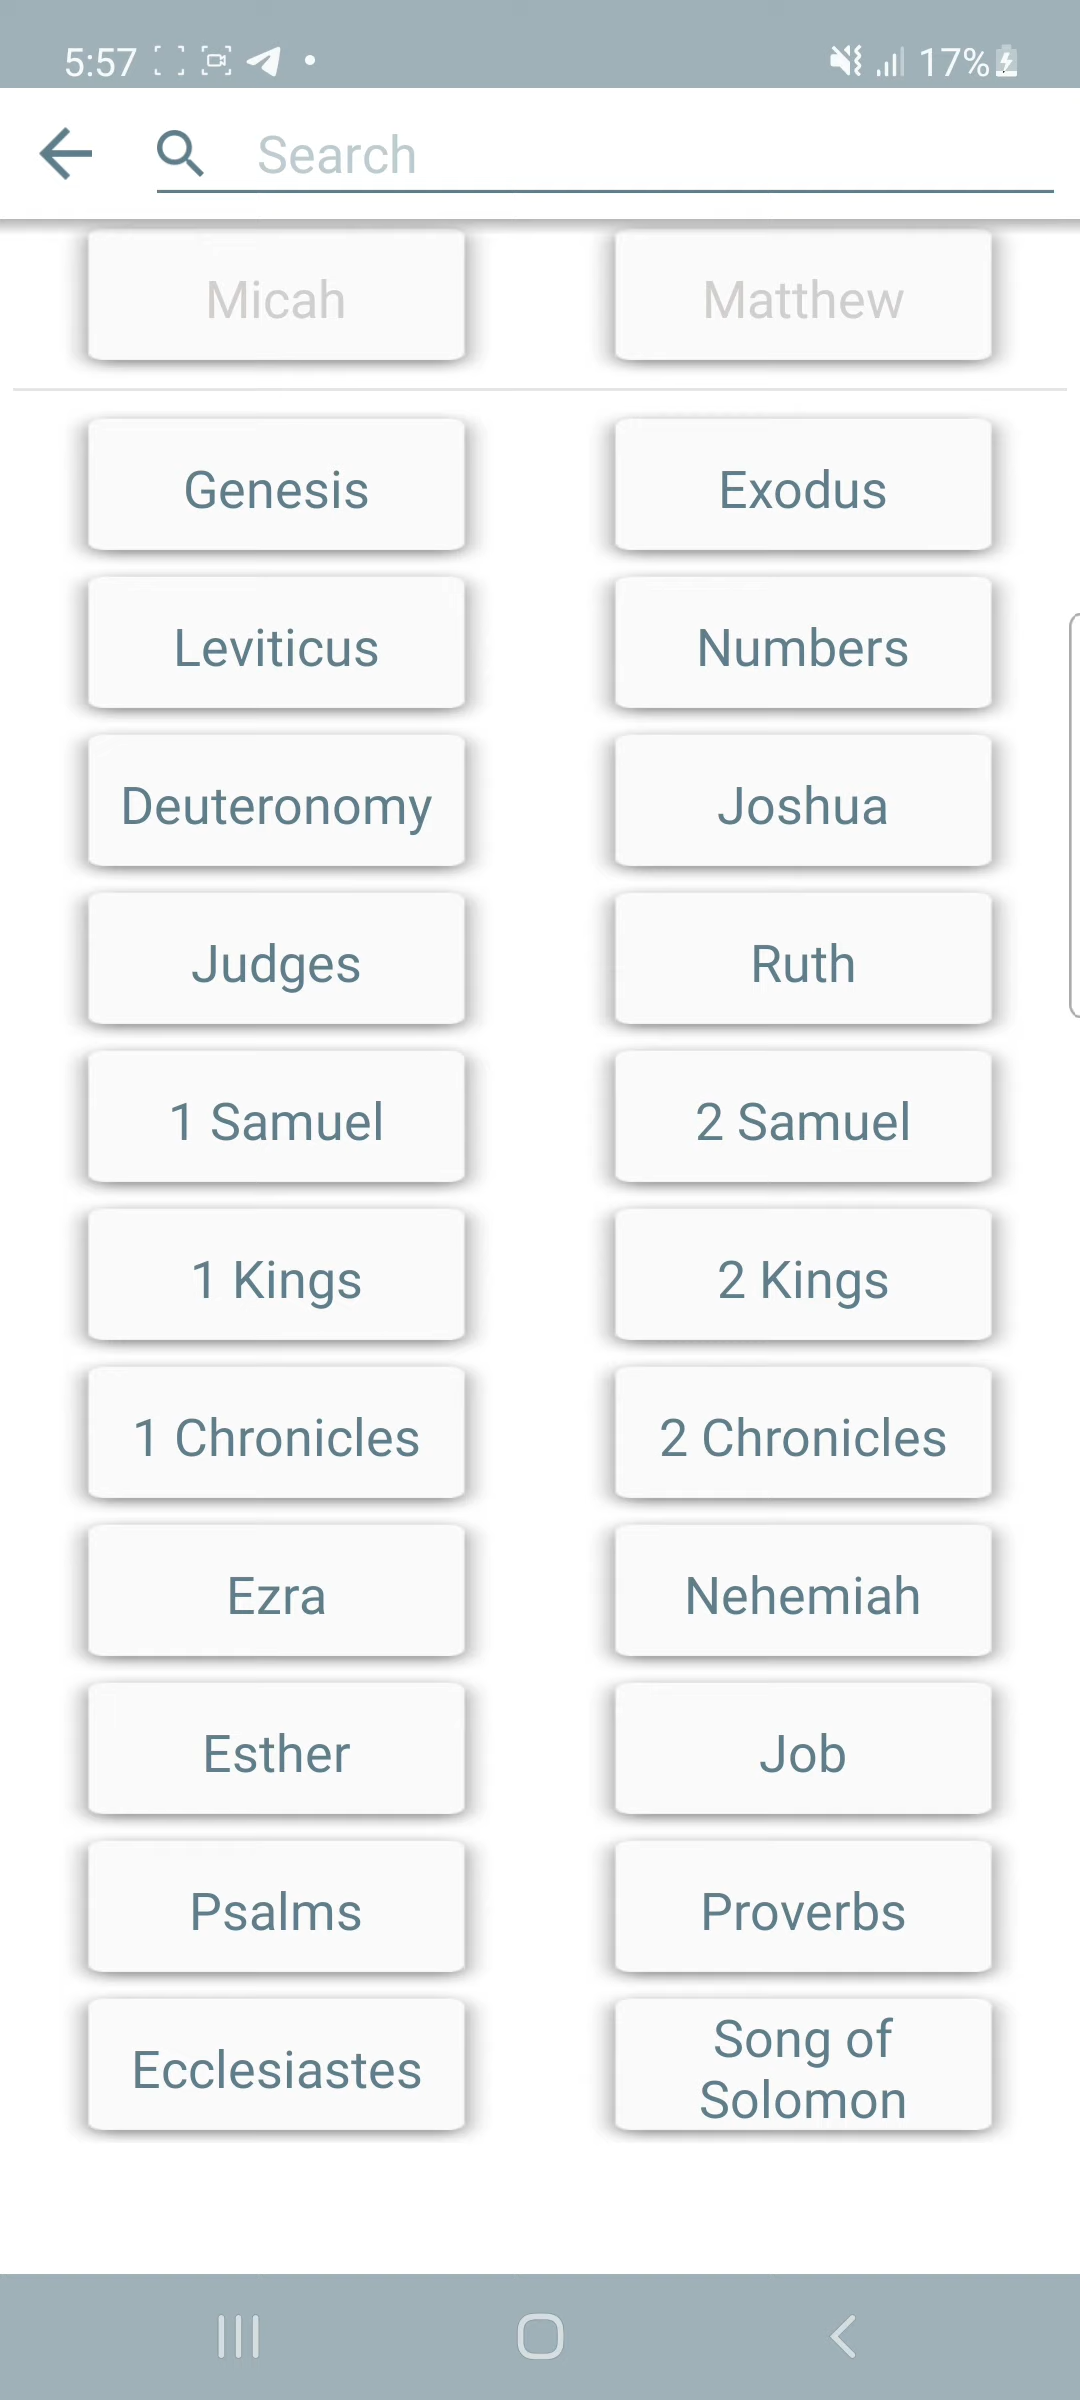 5:57
17%
Search
Micah
Matthew
Genesis
Exodus
Leviticus
Numbers
Deuteronomy
Joshua
Judges
Ruth
1 Samuel
2 Samuel
1 Kings
2 Kings
1 Chronicles
2 Chronicles
Ezra
Nehemiah
Esther
Job
Psalms
Proverbs
Ecclesiastes
Song of
Solomon